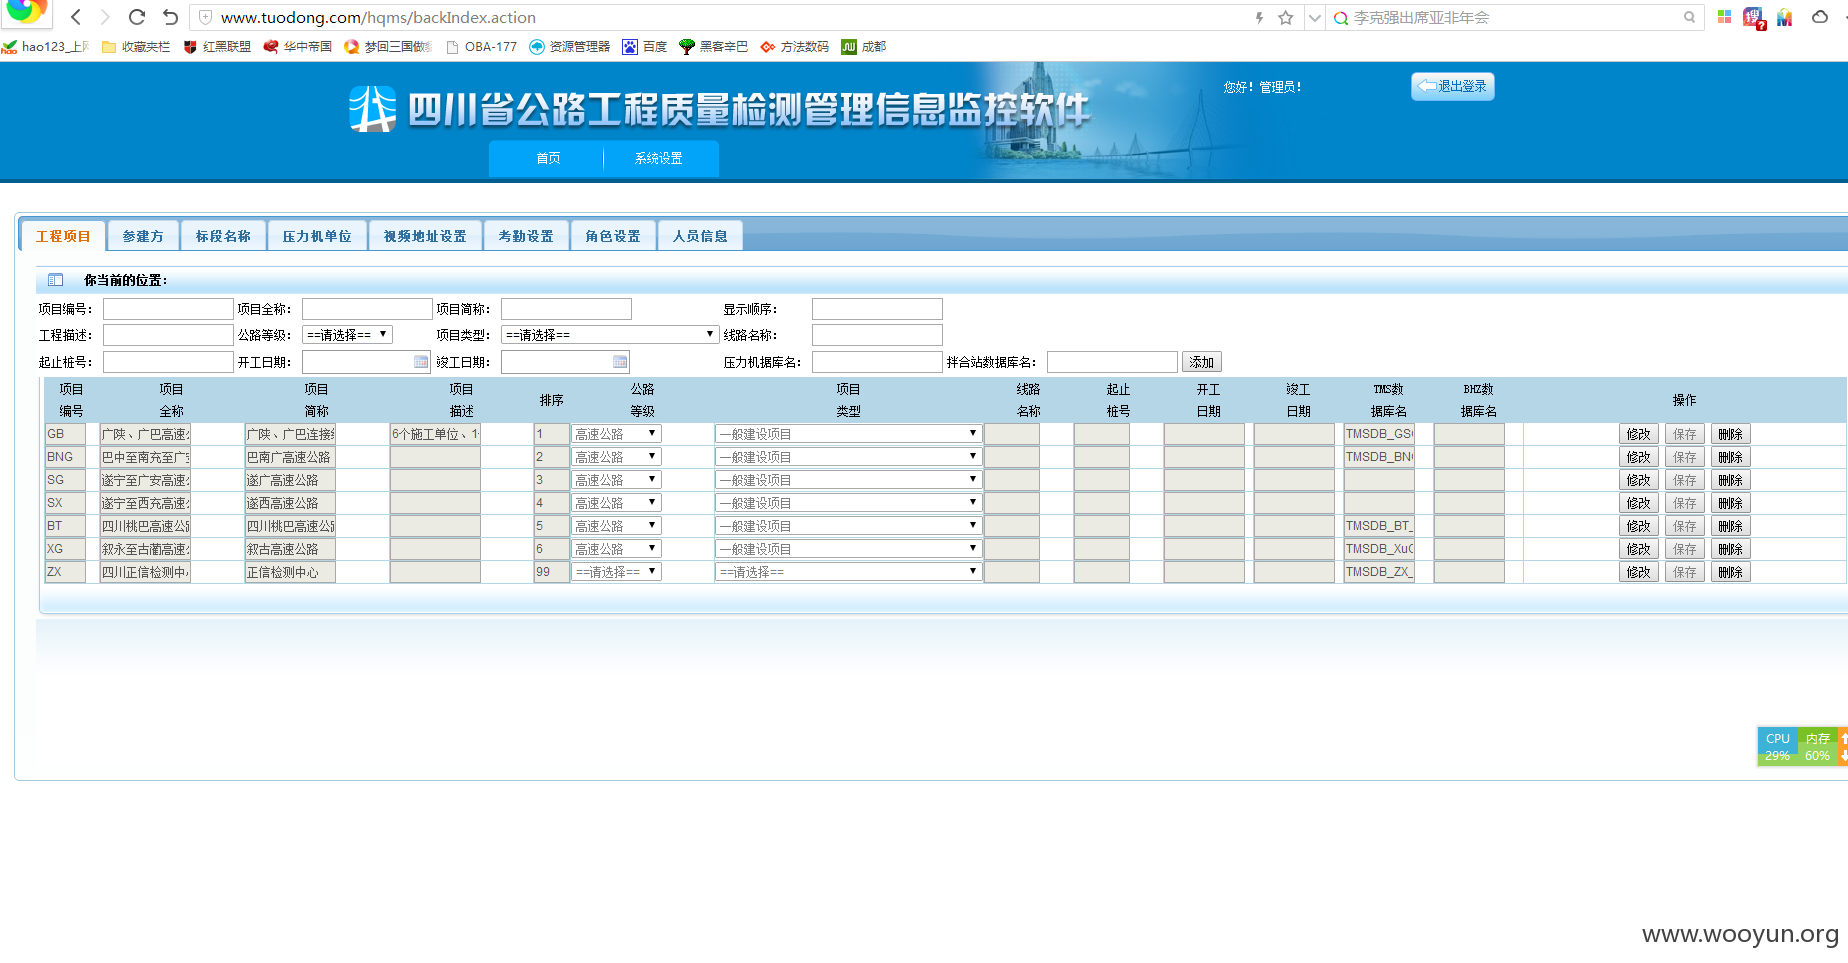 www.tuodong.com/hqms/backIndex.action
李克强出席亚非年会
hao123_上网 收藏夹栏 红黑联盟 华中帝国 梦回三国做 OBA-177 资源管理器 百度 黑客辛巴 方法数码 成都
四川省公路工程质量检测管理信息监控软件
您好！管理员！
退出登录
首页 系统设置
工程项目 参建方 标段名称 压力机单位 视频地址设置 考勤设置 角色设置 人员信息
你当前的位置：
项目编号： 项目全称： 项目简称： 显示顺序：
工程描述： 公路等级： ==请选择== 项目类型： ==请选择== 线路名称：
起止桩号： 开工日期： 竣工日期： 压力机据库名： 拌合站数据库名： 添加
项目编号 项目全称 项目简称 项目描述 排序 公路等级 项目类型 线路名称 起止桩号 开工日期 竣工日期 TMS数据库名 BHZ数据库名 操作
GB 广陕、广巴高速 广陕、广巴连接 6个施工单位、1 1 高速公路 一般建设项目 TMSDB_GS 修改 保存 删除
BNG 巴中至南充至广 巴南广高速公路 2 高速公路 一般建设项目 TMSDB_BN 修改 保存 删除
SG 遂宁至广安高速 遂广高速公路 3 高速公路 一般建设项目 修改 保存 删除
SX 遂宁至西充高速 遂西高速公路 4 高速公路 一般建设项目 修改 保存 删除
BT 四川桃巴高速公 四川桃巴高速公 5 高速公路 一般建设项目 TMSDB_BT_ 修改 保存 删除
XG 叙永至古蔺高速 叙古高速公路 6 高速公路 一般建设项目 TMSDB_Xu 修改 保存 删除
ZX 四川正信检测中 正信检测中心 99 ==请选择== ==请选择== TMSDB_ZX_ 修改 保存 删除
CPU 内存
29% 60%
www.wooyun.org